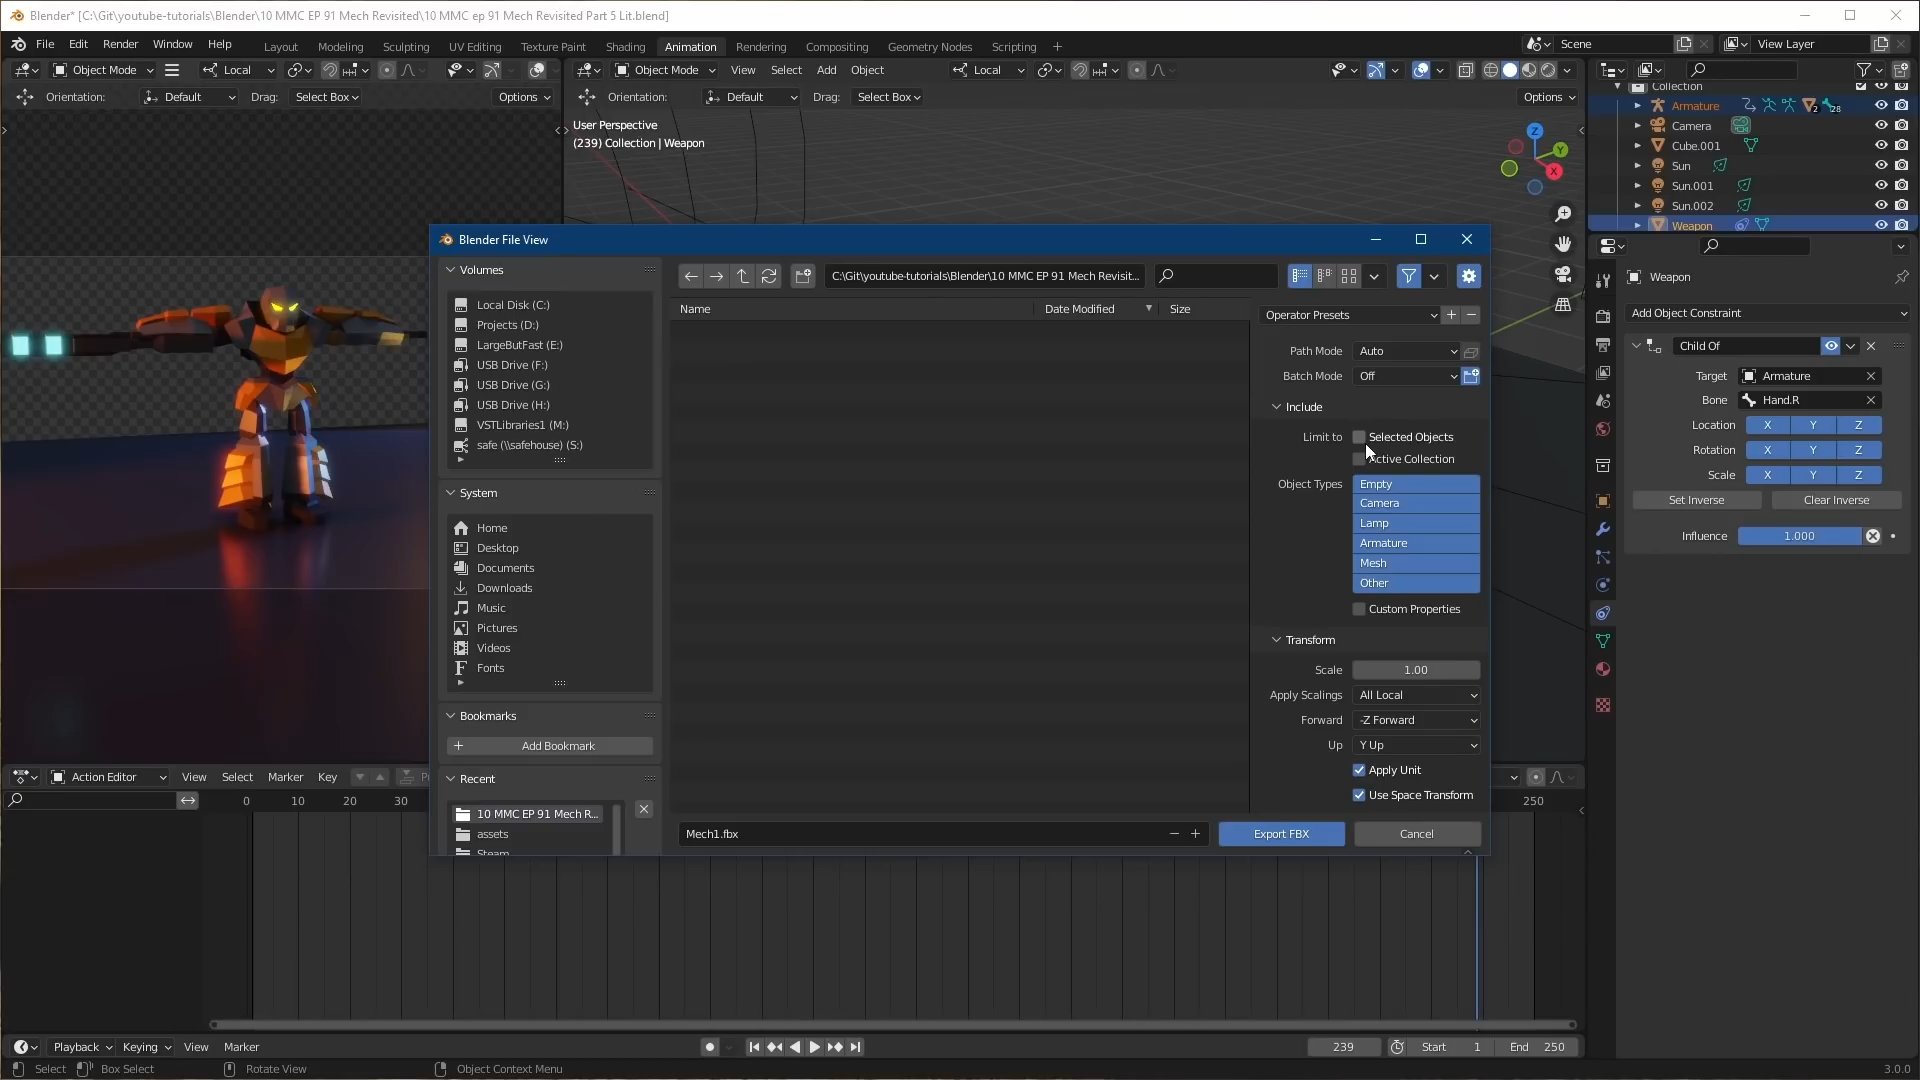 Blender* [C:\Git\youtube-tutorials\Blender\10 MMC EP 91 Mech Revisited\10 MMC ep 91 Mech Revisited Part 5 Lit.blend]
File Edit Render Window Help Layout Modeling Sculpting UV Editing Texture Paint Shading Animation Rendering Compositing Geometry Nodes Scripting + Scene View Layer
Object Mode Local Object Mode View Select Add Object Local
Orientation: Default Drag: Select Box Options Orientation: Default Drag: Select Box Options
User Perspective
(239) Collection | Weapon
Z
Y
X
Collection
Armature 2 28
Camera
Cube.001
Sun
Sun.001
Sun.002
Weapon
Blender File View
Volumes
Local Disk (C:)
Projects (D:)
LargeButFast (E:)
USB Drive (F:)
USB Drive (G:)
USB Drive (H:)
VSTLibraries1 (M:)
safe (\\safehouse) (S:)
System
Home
Desktop
Documents
Downloads
Music
Pictures
Videos
Fonts
Bookmarks
Add Bookmark
Recent
10 MMC EP 91 Mech R...
assets
Steam
C:\Git\youtube-tutorials\Blender\10 MMC EP 91 Mech Revisit...
Name Date Modified Size
Operator Presets
Path Mode Auto
Batch Mode Off
Include
Limit to Selected Objects
Active Collection
Object Types Empty
Camera
Lamp
Armature
Mesh
Other
Custom Properties
Transform
Scale 1.00
Apply Scalings All Local
Forward -Z Forward
Up Y Up
Apply Unit
Use Space Transform
Mech1.fbx Export FBX Cancel
Weapon
Add Object Constraint
Child Of
Target Armature
Bone Hand.R
Location X Y Z
Rotation X Y Z
Scale X Y Z
Set Inverse Clear Inverse
Influence 1.000
Action Editor View Select Marker Key
0 10 20 30 250
Playback Keying View Marker 239 Start 1 End 250
Select Box Select Rotate View Object Context Menu 3.0.0